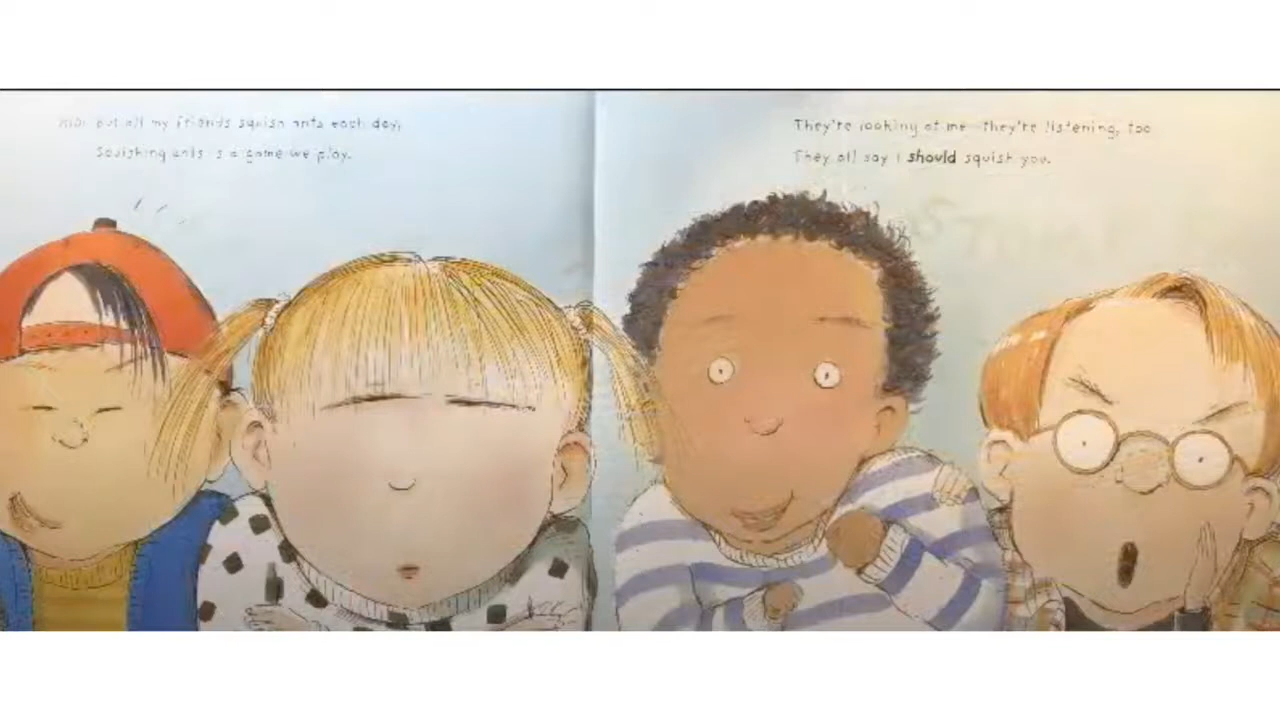 KID: But all my friends squish ants each day,
Squishing ants is a game we play.
They're looking at me—they're listening, too.
They all say I should squish you.